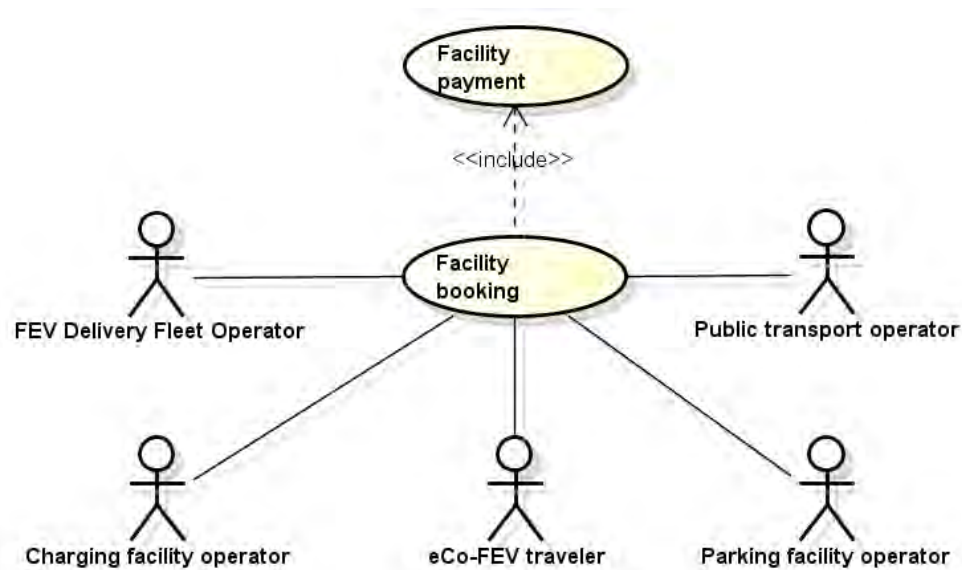 Facility
payment
<<include>>
Facility
booking
FEV Delivery Fleet Operator
Public transport operator
Charging facility operator
eCo-FEV traveler
Parking facility operator